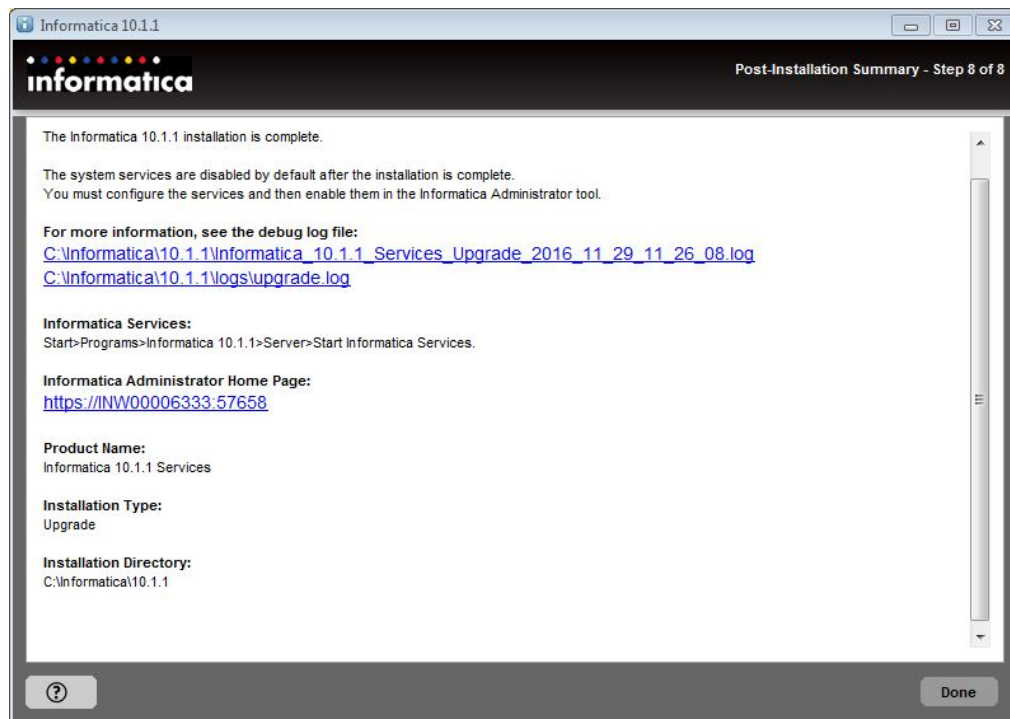 Informatica 10.1.1
informatica
Post-Installation Summary - Step 8 of 8
The Informatica 10.1.1 installation is complete.
The system services are disabled by default after the installation is complete.
You must configure the services and then enable them in the Informatica Administrator tool.
For more information, see the debug log file:
C:\Informatica\10.1.1\Informatica_10.1.1_Services_Upgrade_2016_11_29_11_26_08.log
C:\Informatica\10.1.1\logs\upgrade.log
Informatica Services:
Start>Programs>Informatica 10.1.1>Server>Start Informatica Services.
Informatica Administrator Home Page:
https://INW00006333:57658
Product Name:
Informatica 10.1.1 Services
Installation Type:
Upgrade
Installation Directory:
C:\Informatica\10.1.1
?
Done